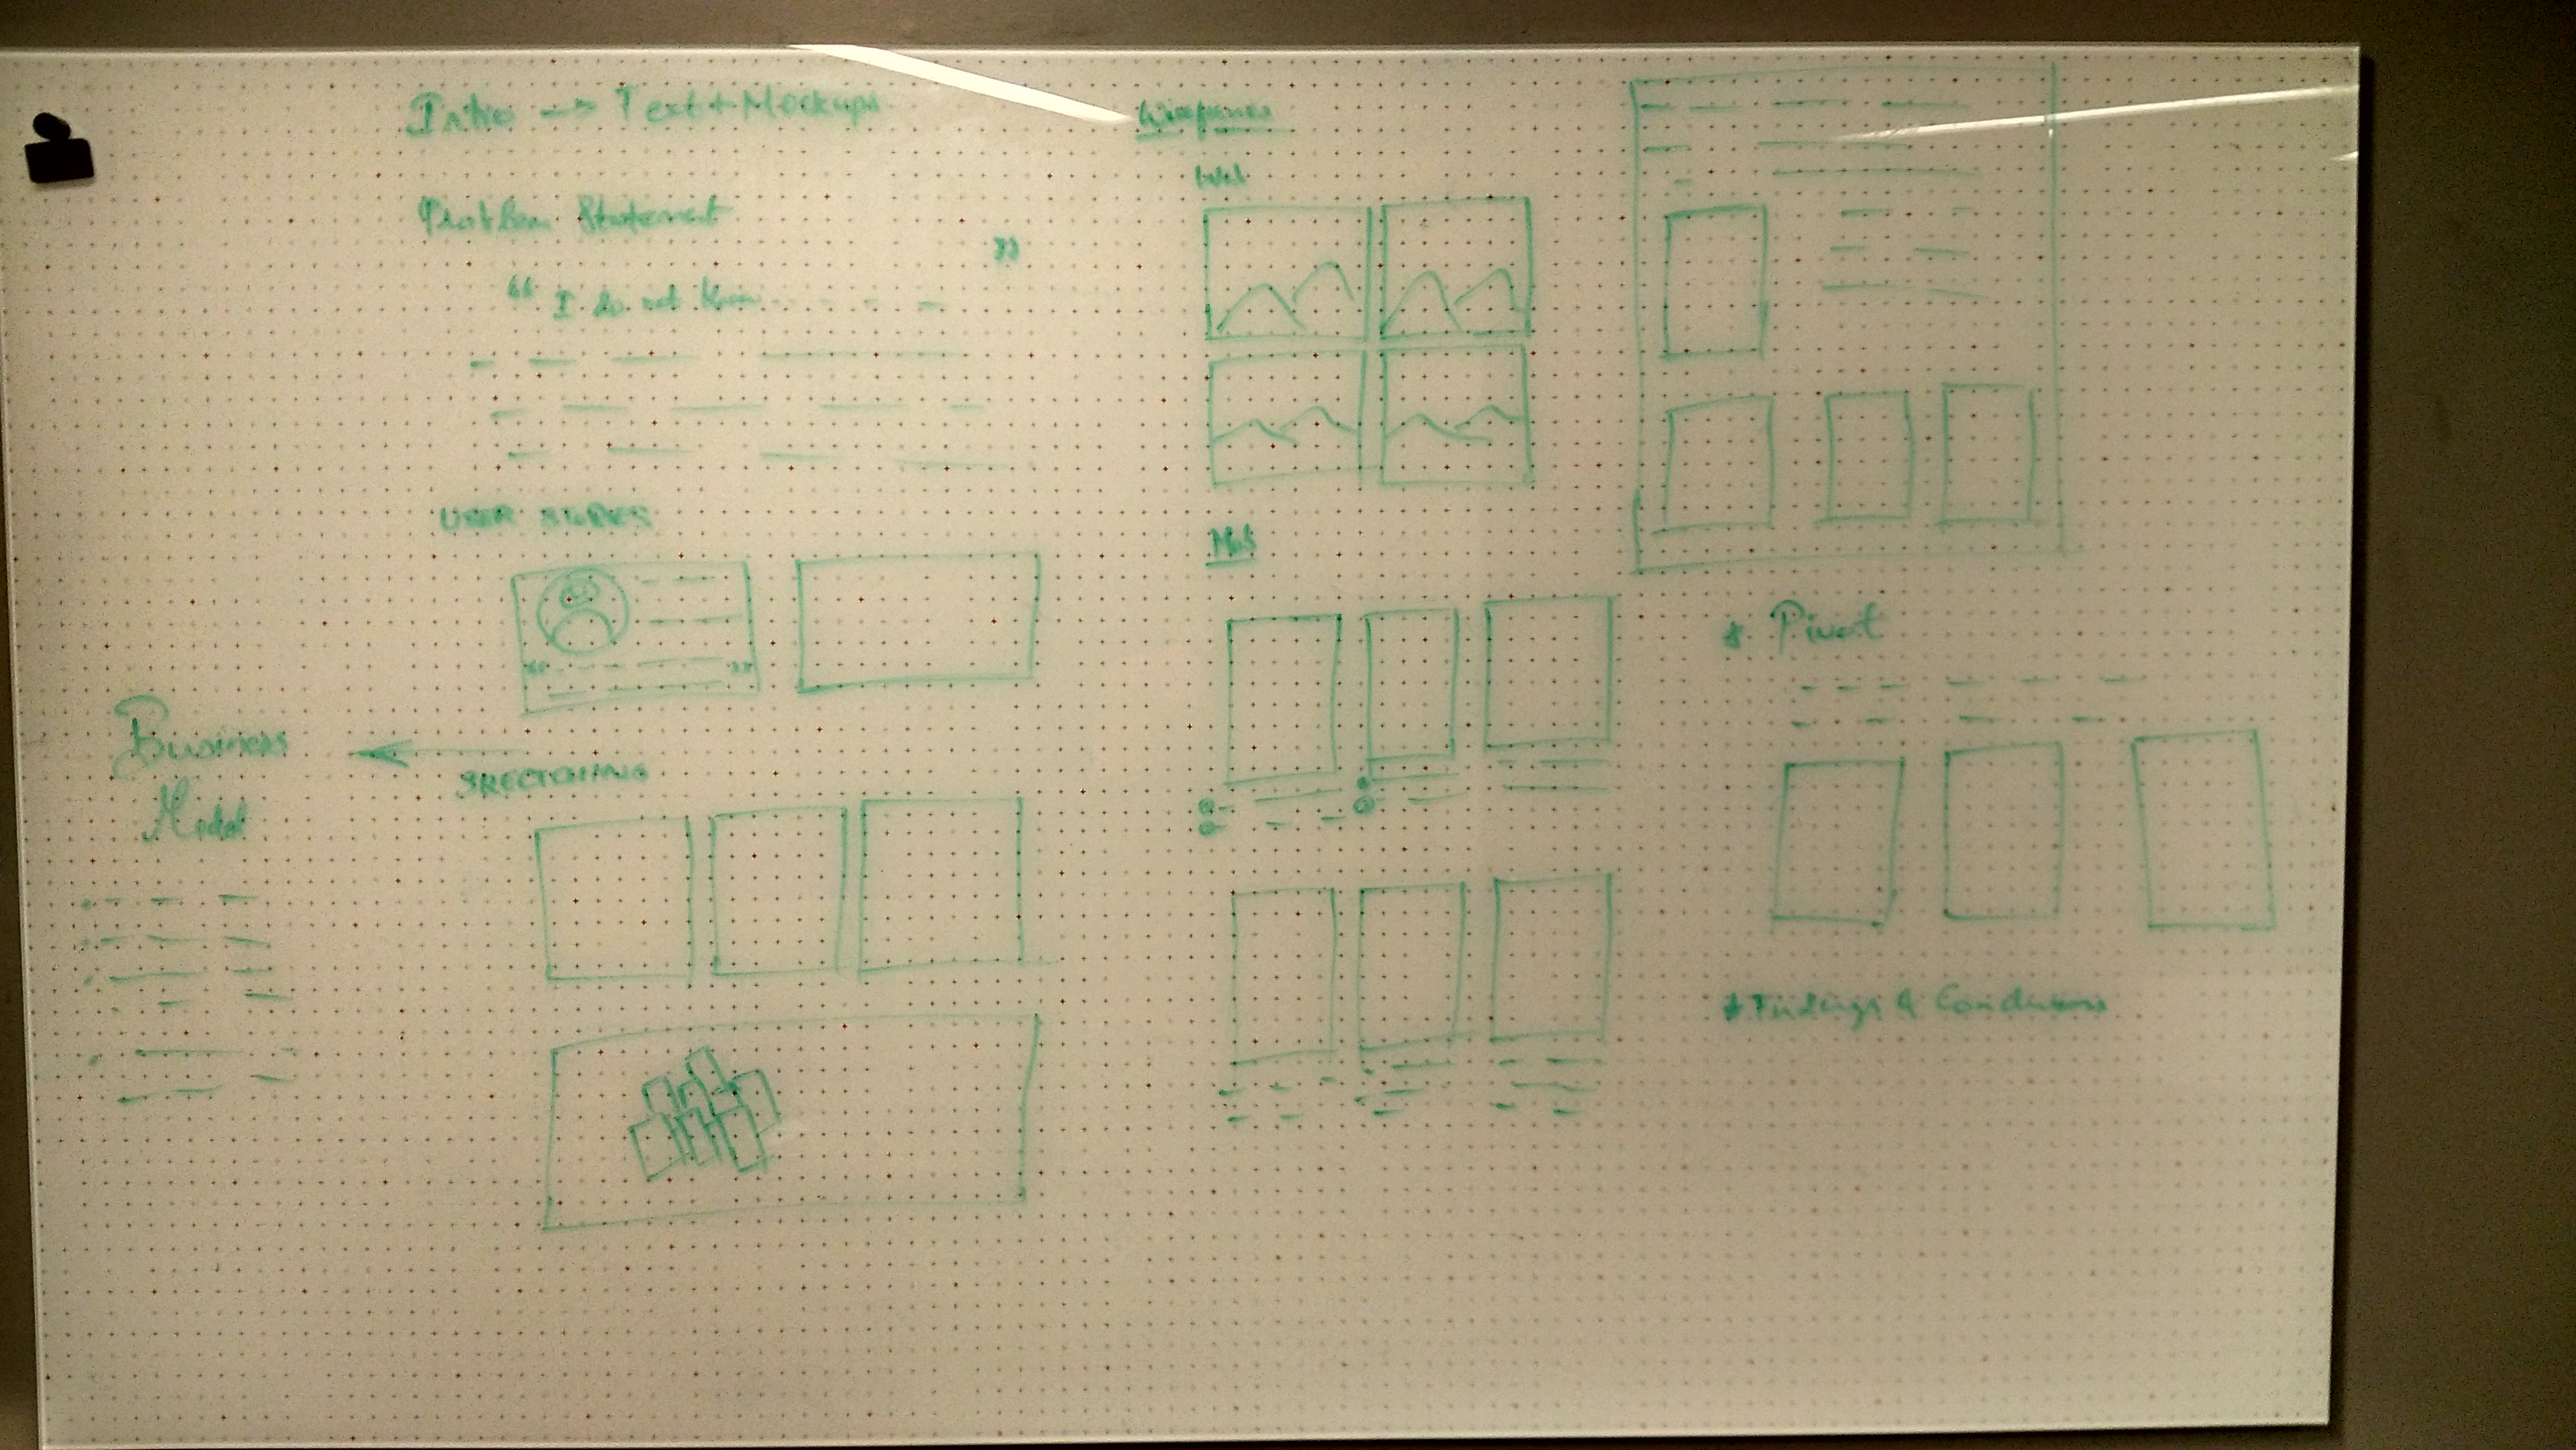 Intro → Text + Mockups
Problem Statement
“ I do not know ”
USER STORIES
“ ”
SKETCHING
Business
Model
Wireframes
Web
Mob
* Pivot
* Findings & Conclusions